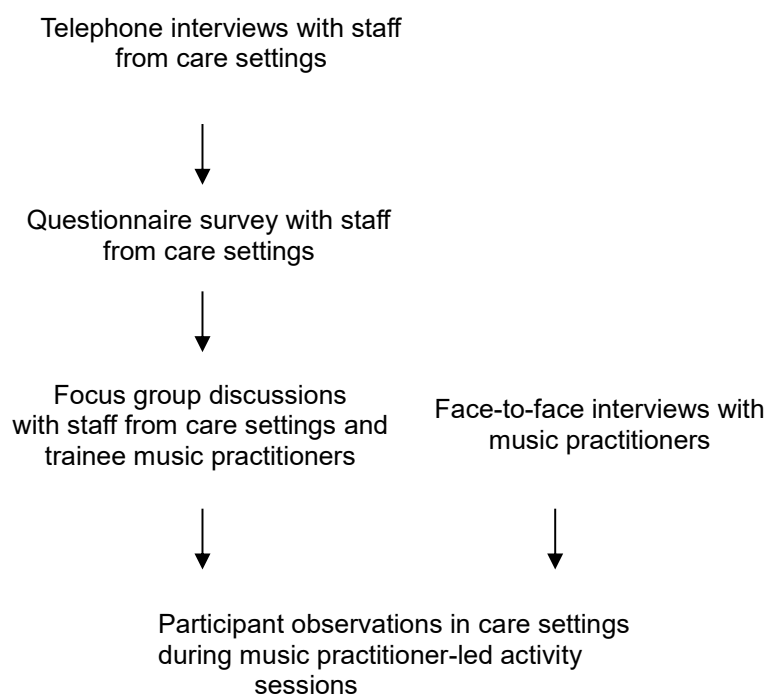 Telephone interviews with staff
from care settings
Questionnaire survey with staff
from care settings
Focus group discussions
with staff from care settings and
trainee music practitioners
Face-to-face interviews with
music practitioners
Participant observations in care settings
during music practitioner-led activity
sessions